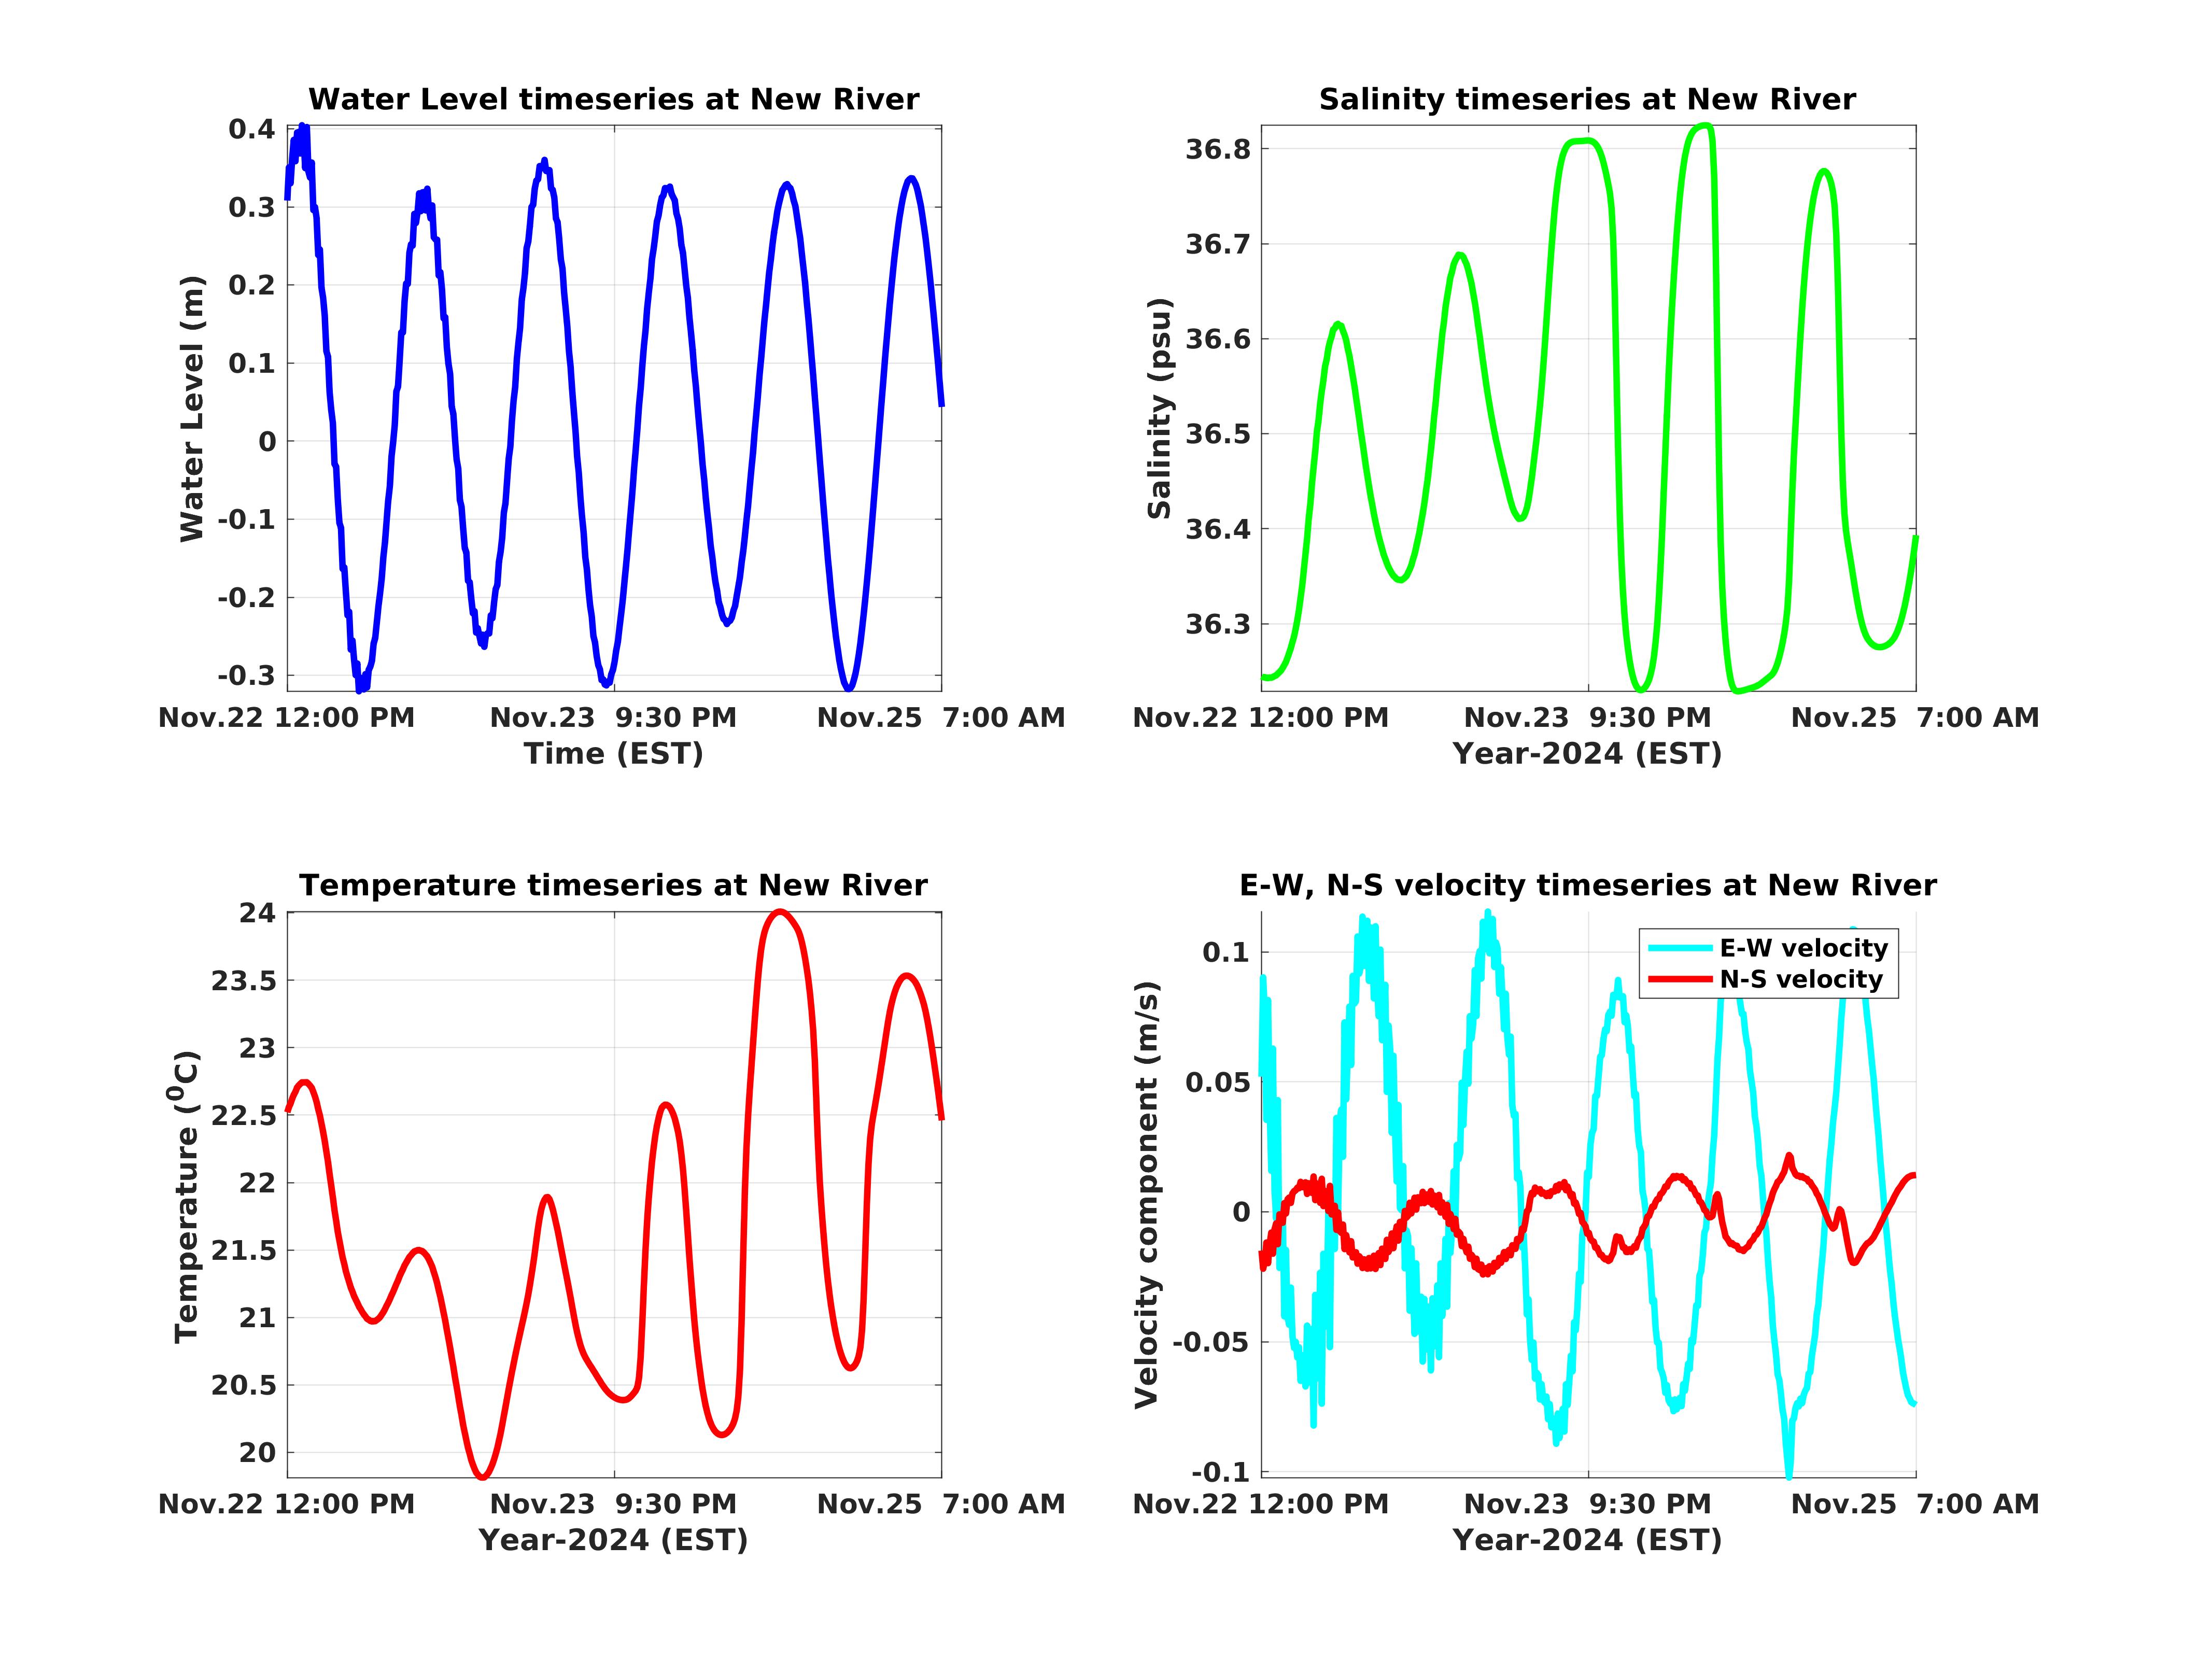 Water Level timeseries at New River
0.4
0.3
0.2
0.1
0
-0.1
-0.2
-0.3
Water Level (m)
Nov.22 12:00 PM Nov.23 9:30 PM Nov.25 7:00 AM
Time (EST)
Salinity timeseries at New River
36.8
36.7
36.6
36.5
36.4
36.3
Salinity (psu)
Nov.22 12:00 PM Nov.23 9:30 PM Nov.25 7:00 AM
Year-2024 (EST)
Temperature timeseries at New River
24
23.5
23
22.5
22
21.5
21
20.5
20
Temperature (⁰C)
Nov.22 12:00 PM Nov.23 9:30 PM Nov.25 7:00 AM
Year-2024 (EST)
E-W, N-S velocity timeseries at New River
E-W velocity
N-S velocity
0.1
0.05
0
-0.05
-0.1
Velocity component (m/s)
Nov.22 12:00 PM Nov.23 9:30 PM Nov.25 7:00 AM
Year-2024 (EST)